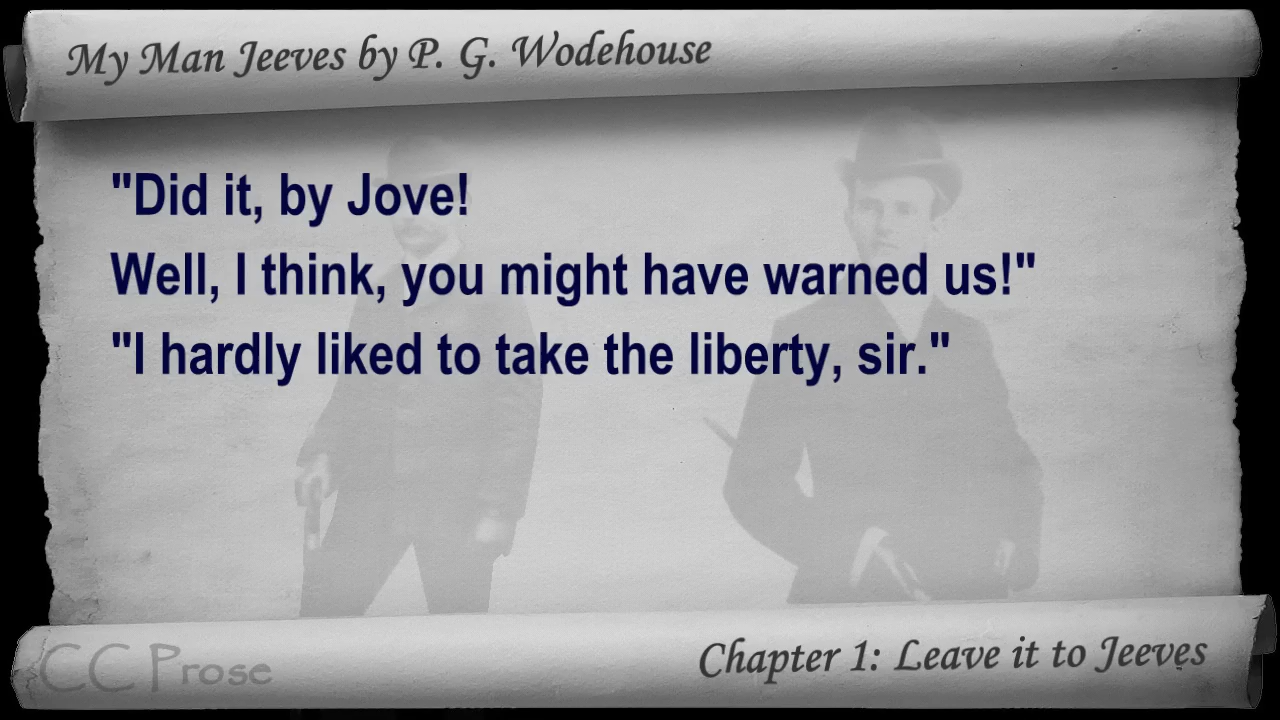 My Man Jeeves by P. G. Wodehouse
"Did it, by Jove!
Well, I think, you might have warned us!"
"I hardly liked to take the liberty, sir."
CC Prose
Chapter 1: Leave it to Jeeves